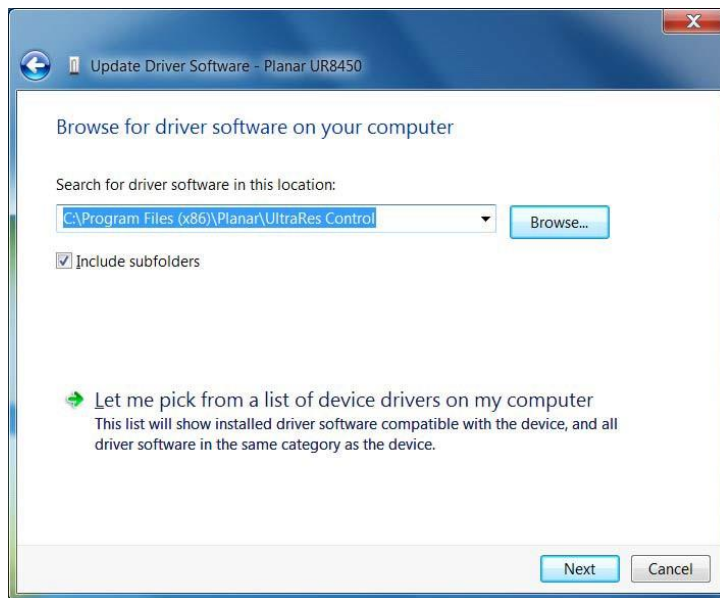 Update Driver Software - Planar UR8450
Browse for driver software on your computer
Search for driver software in this location:
C:\Program Files (x86)\Planar\UltraRes Control
Browse...
Include subfolders
Let me pick from a list of device drivers on my computer
This list will show installed driver software compatible with the device, and all
driver software in the same category as the device.
Next
Cancel